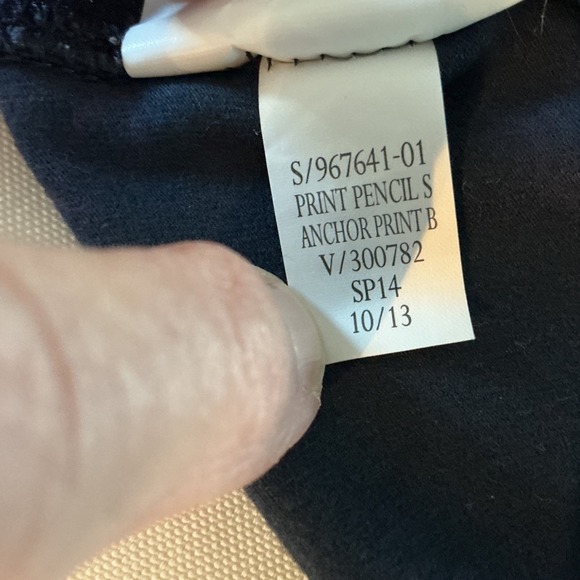 S/967641-01
PRINT PENCIL S
ANCHOR PRINT B
V/300782
SP14
10/13